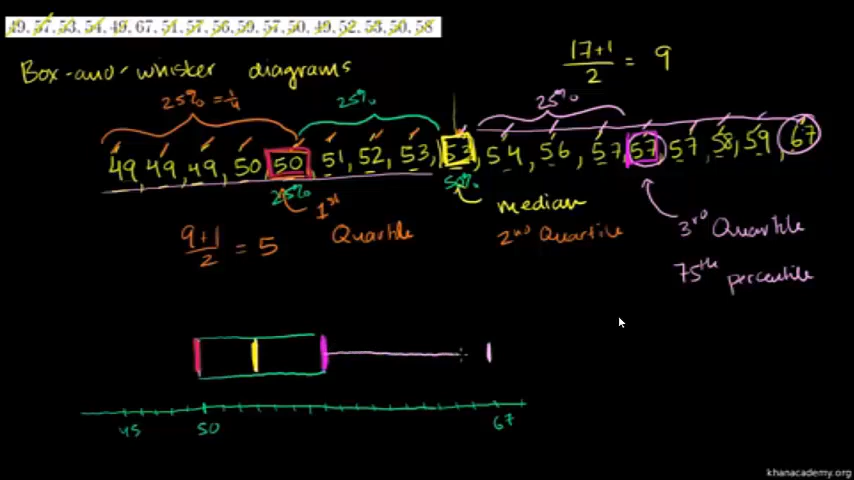 49, 57, 53, 54, 49, 67, 51, 57, 56, 59, 57, 50, 49, 52, 53, 50, 58
Box-and-whisker diagrams
17+1 / 2 = 9
25% = 1/4
25%
25%
49, 49, 49, 50, 50, 51, 52, 53, 53, 54, 56, 57, 57, 57, 58, 59, 67
25%
50%
1st Quartile
median
2nd Quartile
9+1 / 2 = 5
3rd Quartile
75th percentile
45 50 67
khanacademy.org